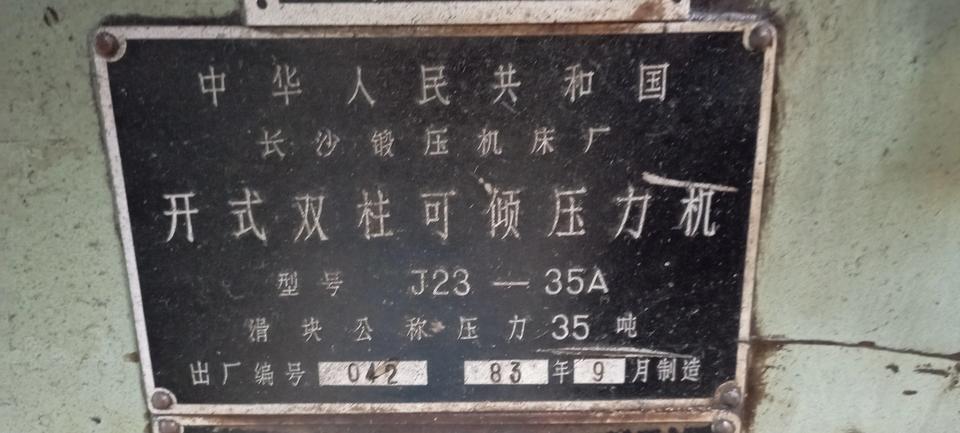 中华人民共和国
长沙锻压机床厂
开式双柱可倾压力机
型号 J23—35A
滑块公称压力 35 吨
出厂编号 042 83 年 9 月制造